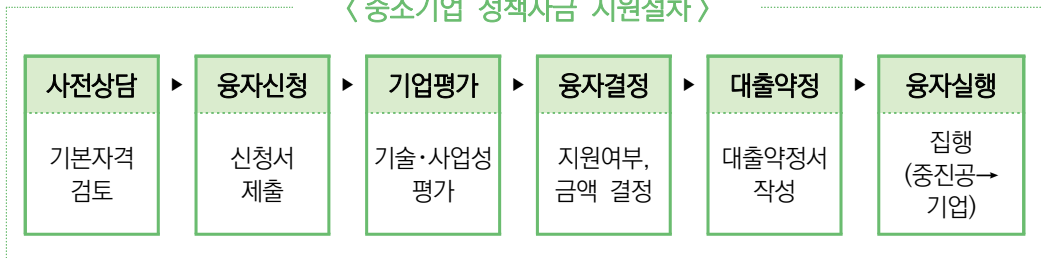 < 중소기업 정책자금 지원절차 >
사전상담 ▶ 융자신청 ▶ 기업평가 ▶ 융자결정 ▶ 대출약정 ▶ 융자실행
기본자격
검토
신청서
제출
기술·사업성
평가
지원여부,
금액 결정
대출약정서
작성
집행
(중진공→
기업)